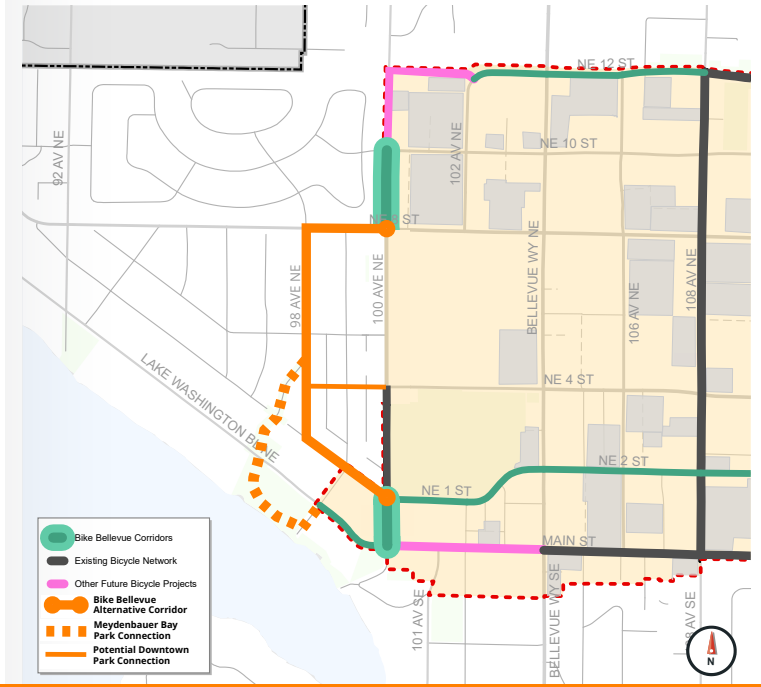 NE 12 ST
92 AV NE
102 AV NE
NE 10 ST
NE 8 ST
BELLEVUE WY NE
98 AVE NE
100 AVE NE
106 AV NE
108 AV NE
LAKE WASHINGTON BL NE
NE 4 ST
NE 2 ST
NE 1 ST
MAIN ST
101 AV SE
BELLEVUE WY SE
AV SE
Bike Bellevue Corridors
Existing Bicycle Network
Other Future Bicycle Projects
Bike Bellevue
Alternative Corridor
Meydenbauer Bay
Park Connection
Potential Downtown
Park Connection
N